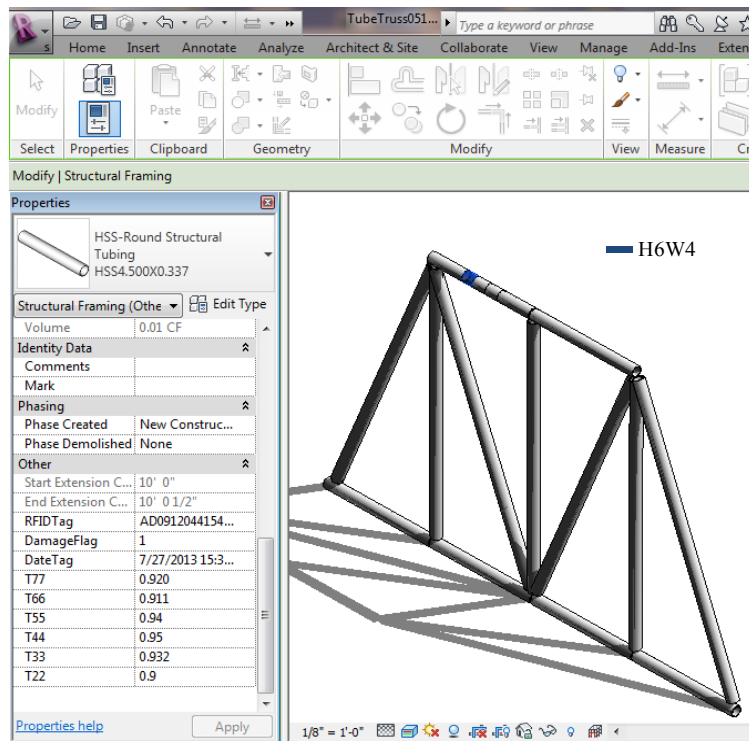 TubeTruss051...
Type a keyword or phrase
s
Home Insert Annotate Analyze Architect & Site Collaborate View Manage Add-Ins Exten
Modify
Paste
Select Properties Clipboard Geometry Modify View Measure Cr
Modify | Structural Framing
Properties
HSS-Round Structural
Tubing
HSS4.500X0.337
Structural Framing (Othe Edit Type
Volume 0.01 CF
Identity Data
Comments
Mark
Phasing
Phase Created New Construc...
Phase Demolished None
Other
Start Extension C... 10' 0"
End Extension C... 10' 0 1/2"
RFIDTag AD0912044154...
DamageFlag 1
DateTag 7/27/2013 15:3...
T77 0.920
T66 0.911
T55 0.94
T44 0.95
T33 0.932
T22 0.9
Properties help Apply
H6W4
1/8" = 1'-0"